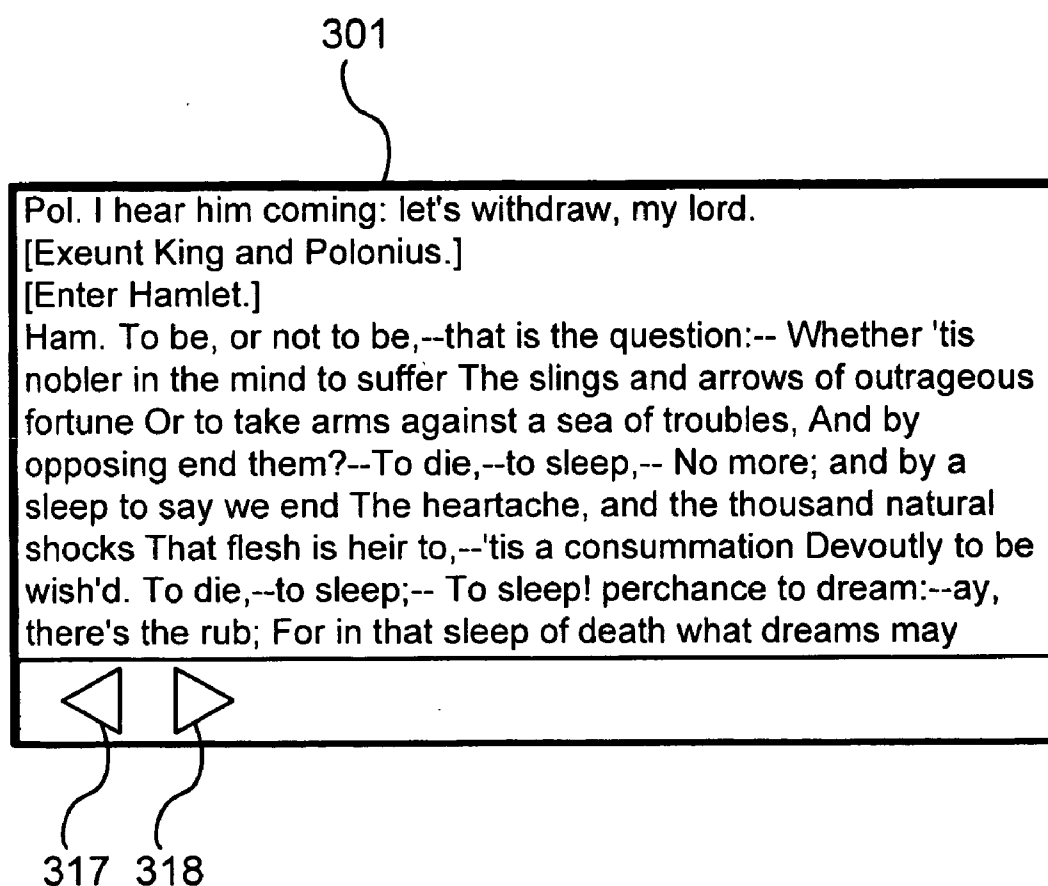 301
Pol. I hear him coming: let's withdraw, my lord.
[Exeunt King and Polonius.]
[Enter Hamlet.]
Ham. To be, or not to be,--that is the question:-- Whether 'tis
nobler in the mind to suffer The slings and arrows of outrageous
fortune Or to take arms against a sea of troubles, And by
opposing end them?--To die,--to sleep,-- No more; and by a
sleep to say we end The heartache, and the thousand natural
shocks That flesh is heir to,--'tis a consummation Devoutly to be
wish'd. To die,--to sleep;-- To sleep! perchance to dream:--ay,
there's the rub; For in that sleep of death what dreams may
317 318